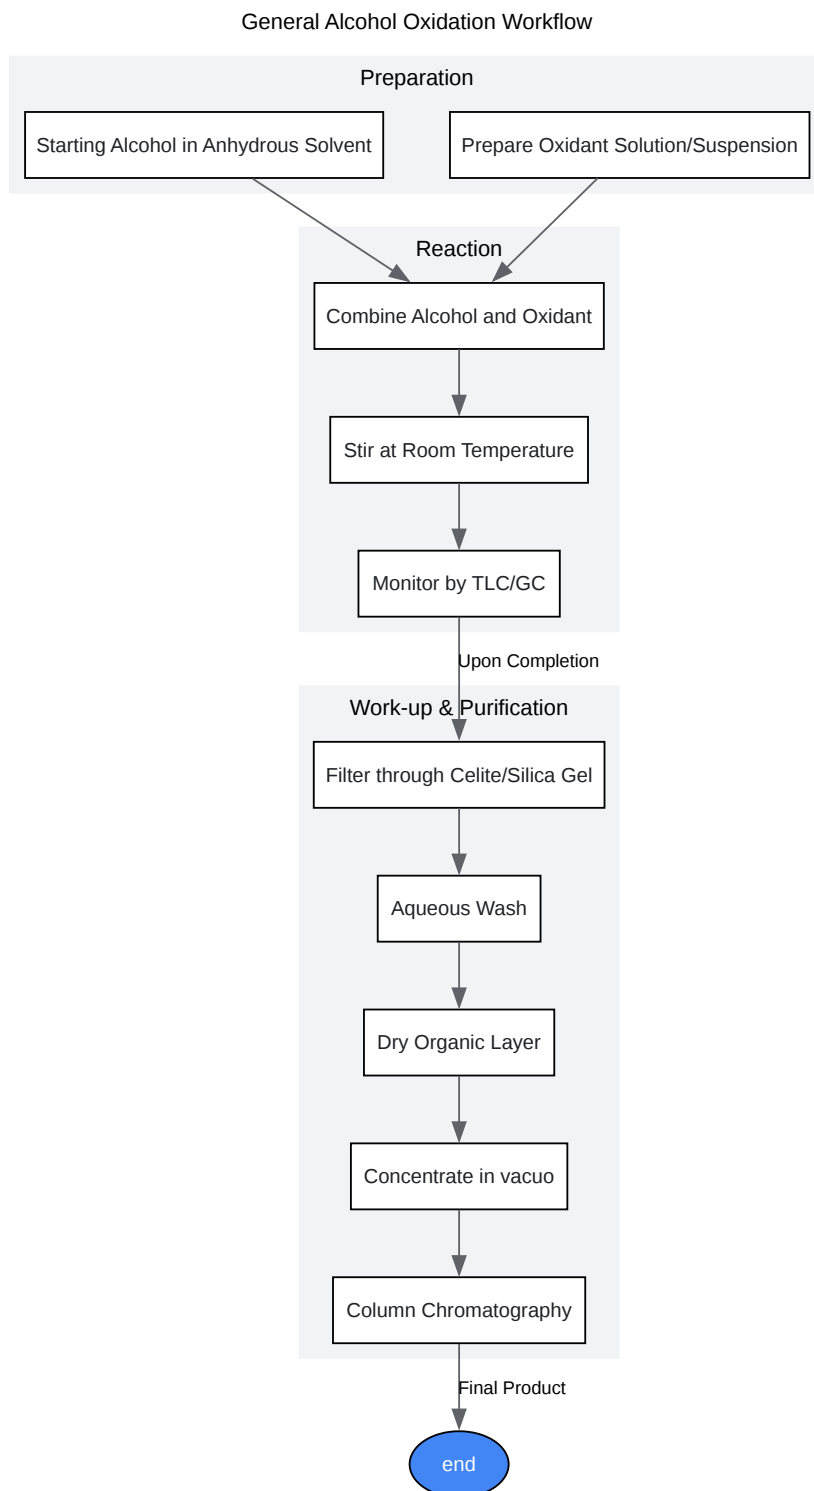 General Alcohol Oxidation Workflow
Preparation
Starting Alcohol in Anhydrous Solvent
Prepare Oxidant Solution/Suspension
Reaction
Combine Alcohol and Oxidant
Stir at Room Temperature
Monitor by TLC/GC
Upon Completion
Work-up & Purification
Filter through Celite/Silica Gel
Aqueous Wash
Dry Organic Layer
Concentrate in vacuo
Column Chromatography
Final Product
end